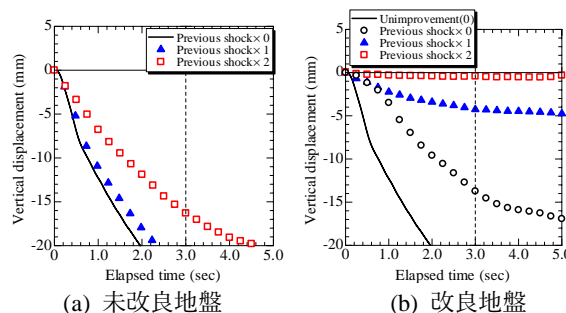 Vertical displacement (mm)
0
-5
-10
-15
-20
Previous shock× 0
Previous shock× 1
Previous shock× 2
0.0 1.0 2.0 3.0 4.0 5.0
Elapsed time (sec)
(a) 未改良地盤
Vertical displacement (mm)
0
-5
-10
-15
-20
Unimprovement(0)
Previous shock× 0
Previous shock× 1
Previous shock× 2
0.0 1.0 2.0 3.0 4.0 5.0
Elapsed time (sec)
(b) 改良地盤